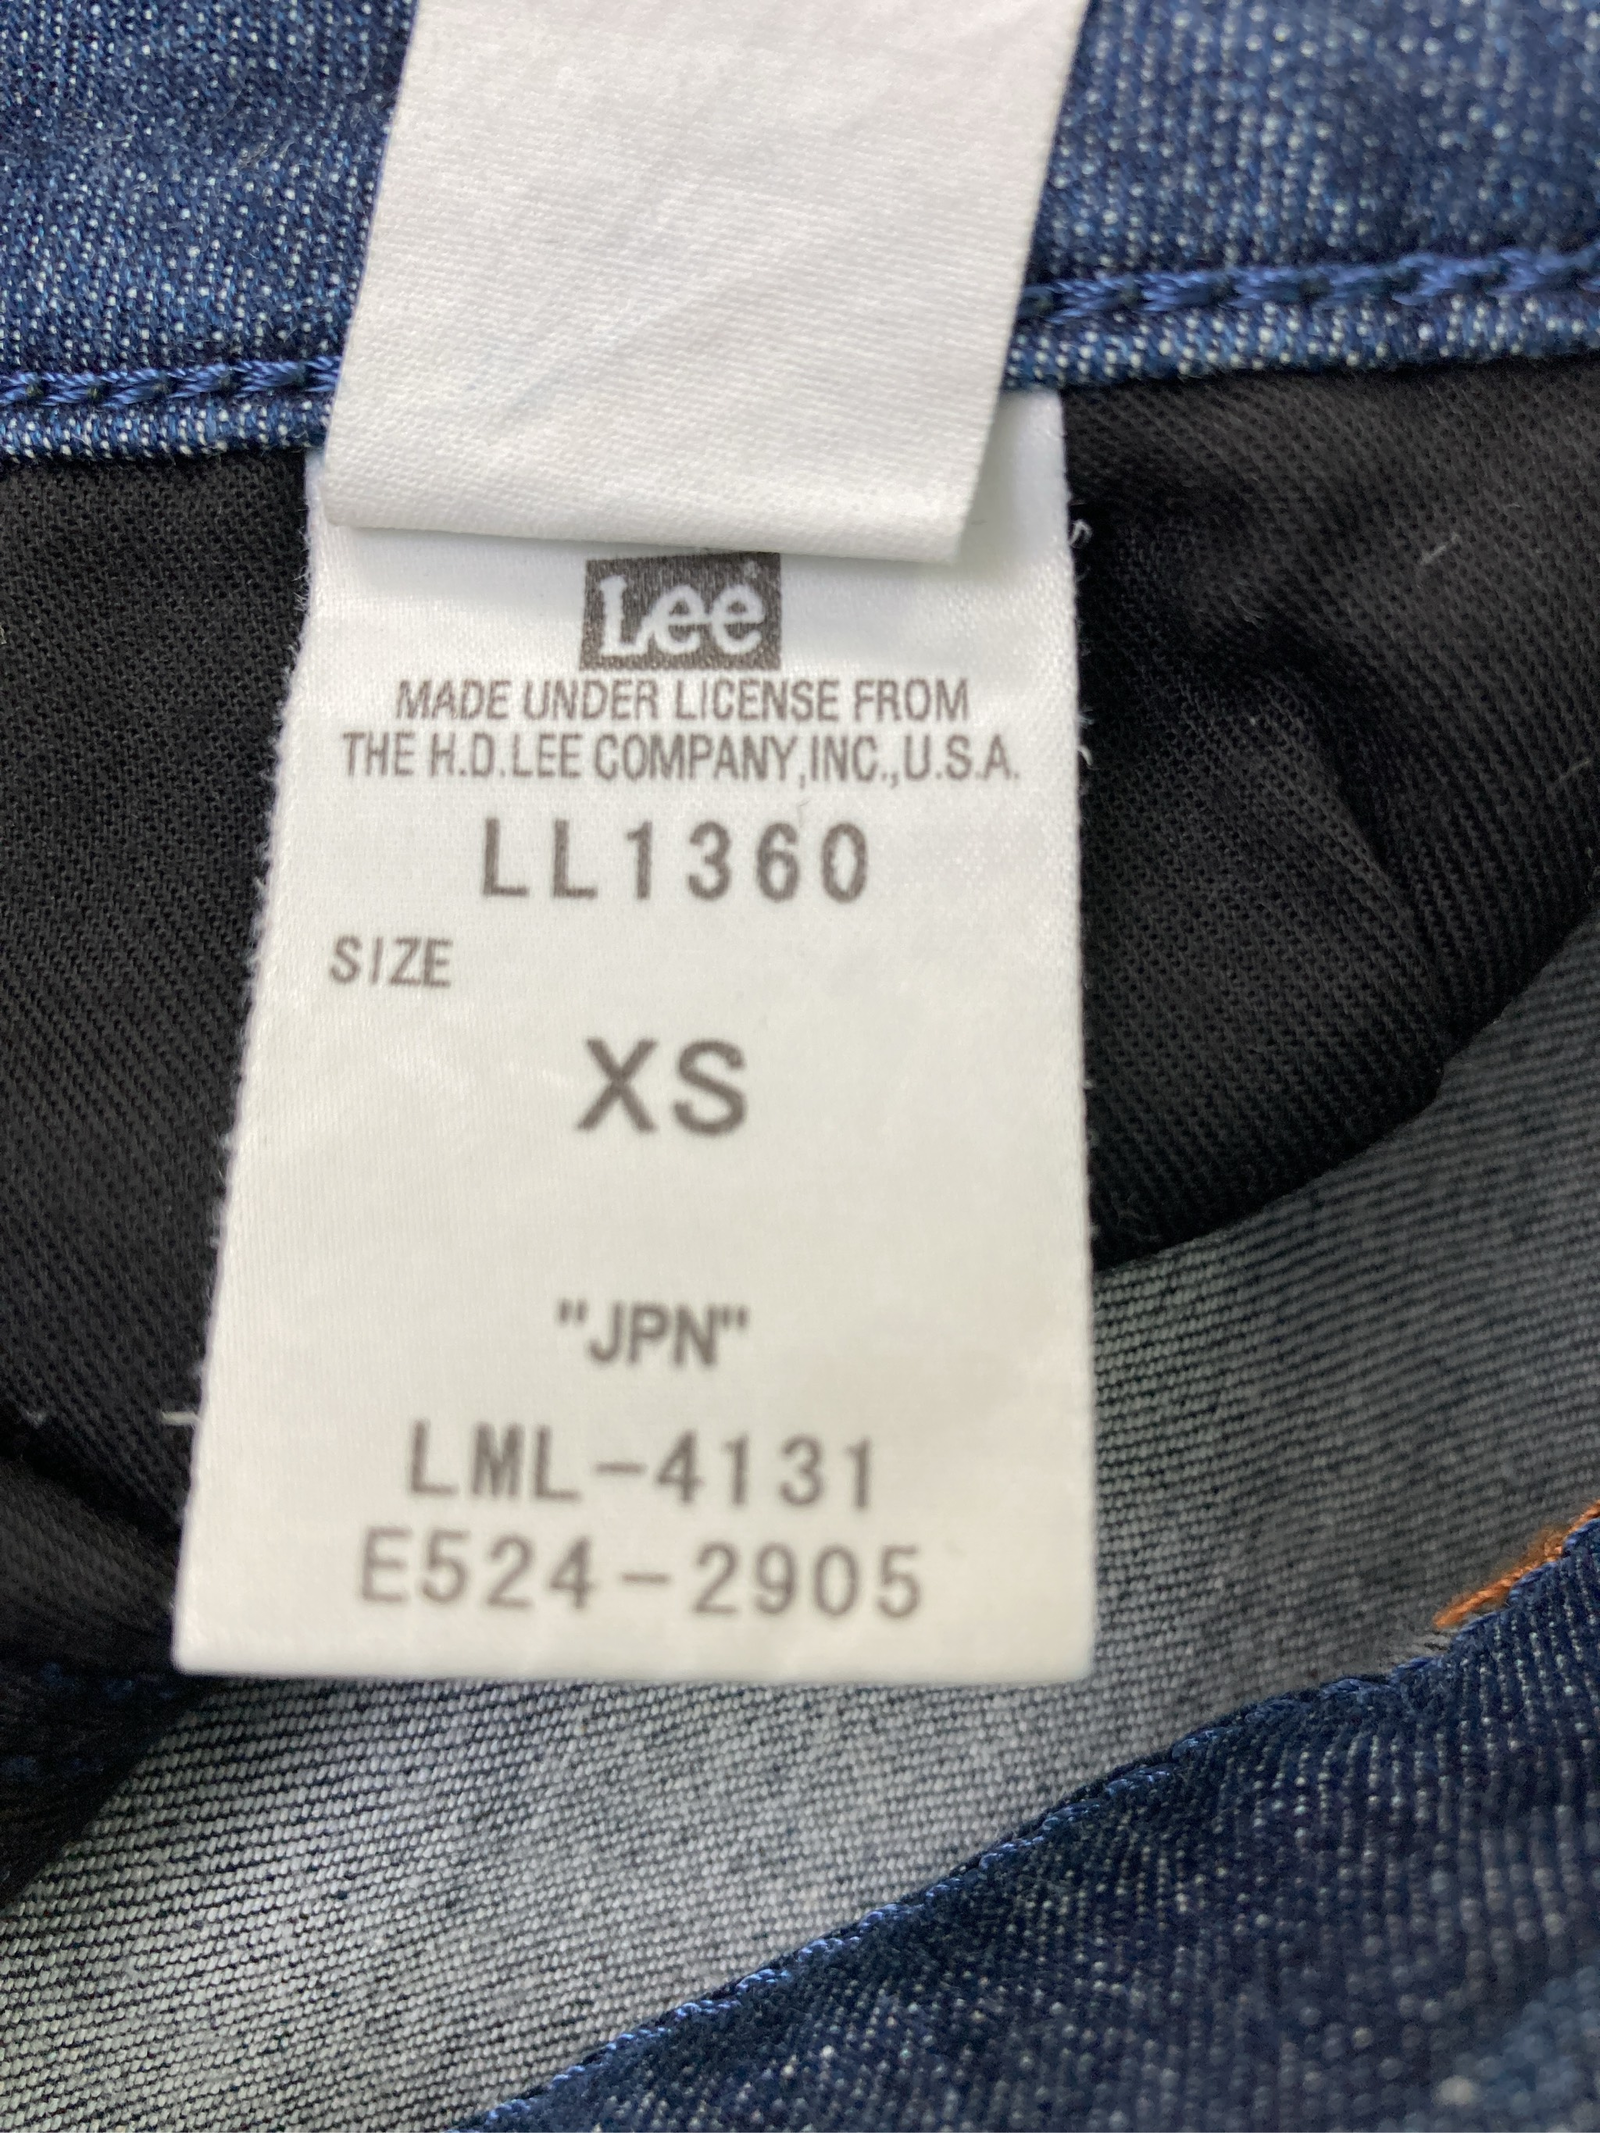 Lee
MADE UNDER LICENSE FROM
THE H.D.LEE COMPANY,INC.,U.S.A.
LL1360
SIZE
XS
"JPN"
LML-4131
E524-2905